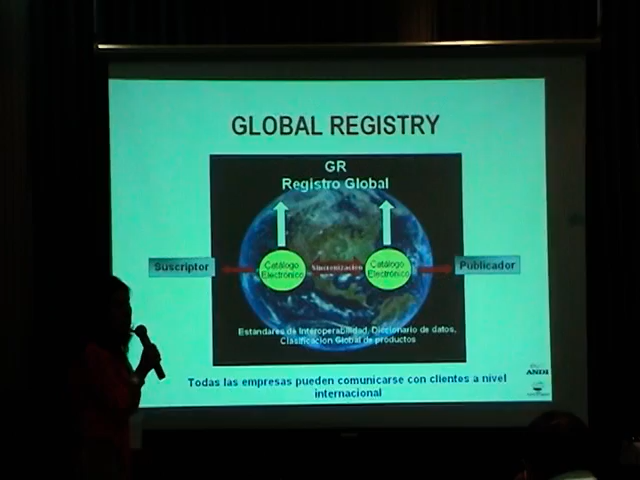 GLOBAL REGISTRY
GR
Registro Global
Suscriptor
Catálogo
Electrónico
Sincronización
Catálogo
Electrónico
Publicador
Estandares de Interoperabilidad, Diccionario de datos,
Clasificación Global de productos
Todas las empresas pueden comunicarse con clientes a nivel
internacional
ANDI